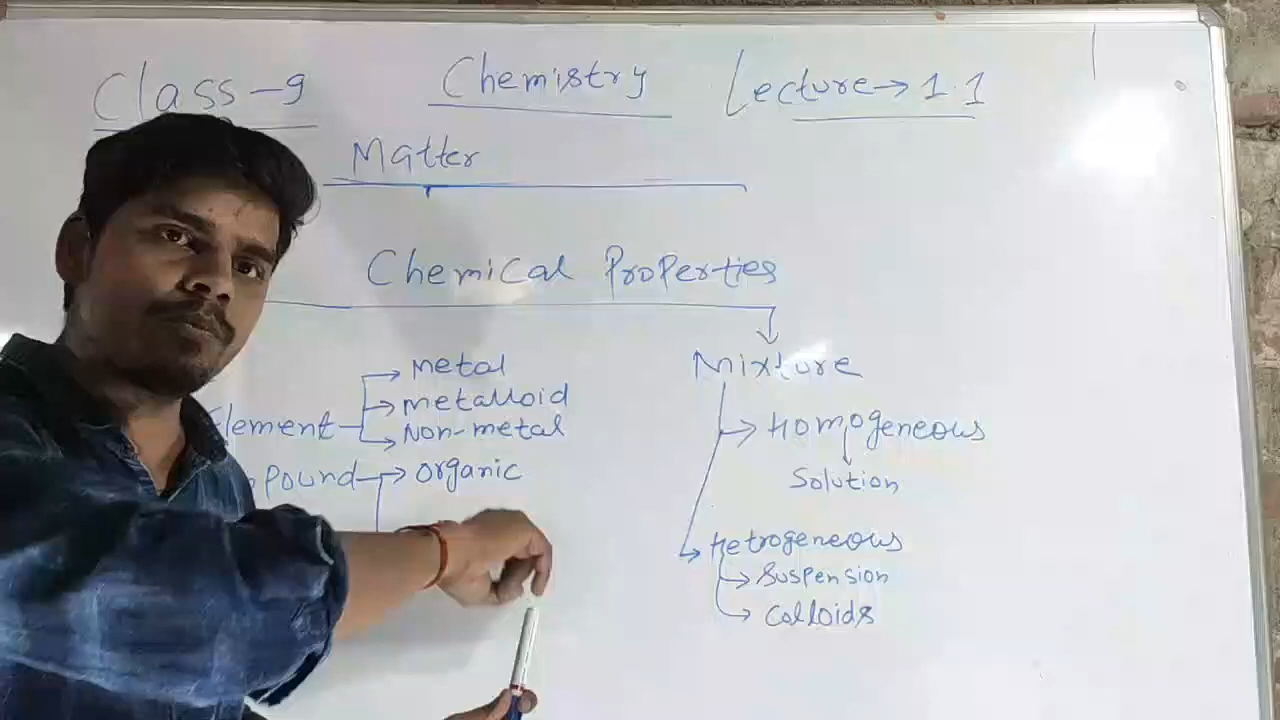 Class-9 Chemistry Lecture→ 1.1
Matter
Chemical Properties
Mixture
Metal
Metalloid
Element
Non-metal
Homogeneous
Pound
Organic
Solution
Hetrogeneous
Suspension
Colloids